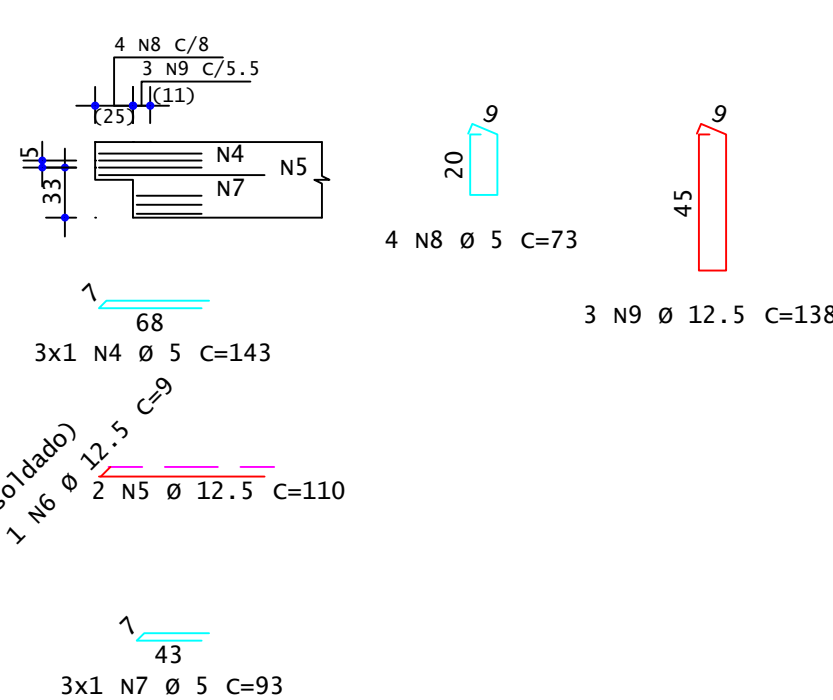 4 N8 C/8
3 N9 C/5.5
(11)
(25)
5
33
N4
N5
N7
9
20
4 N8 Ø 5 C=73
9
45
3 N9 Ø 12.5 C=138
7
68
3x1 N4 Ø 5 C=143
oldado)
1 N6 Ø 12.5 C=9
2 N5 Ø 12.5 C=110
7
43
3x1 N7 Ø 5 C=93